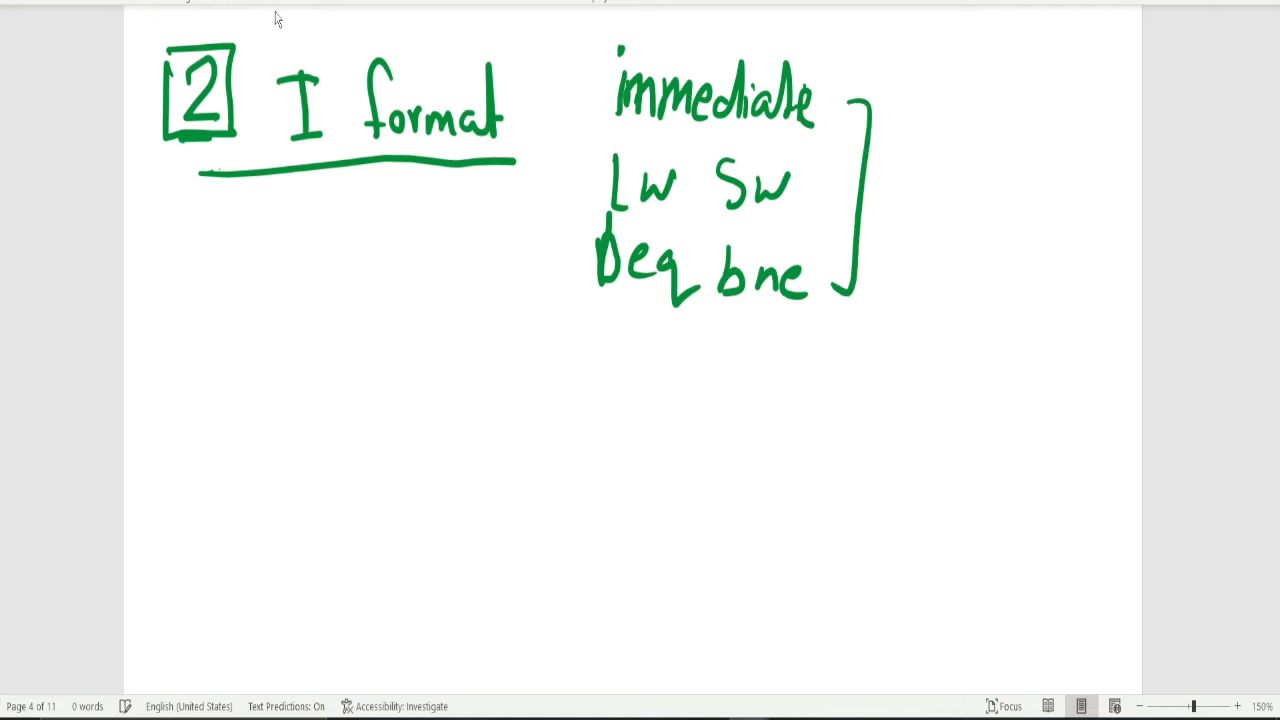 2 I format
immediate
lw sw
beq bne
Page 4 of 11 0 words English (United States) Text Predictions: On Accessibility: Investigate Focus 150%